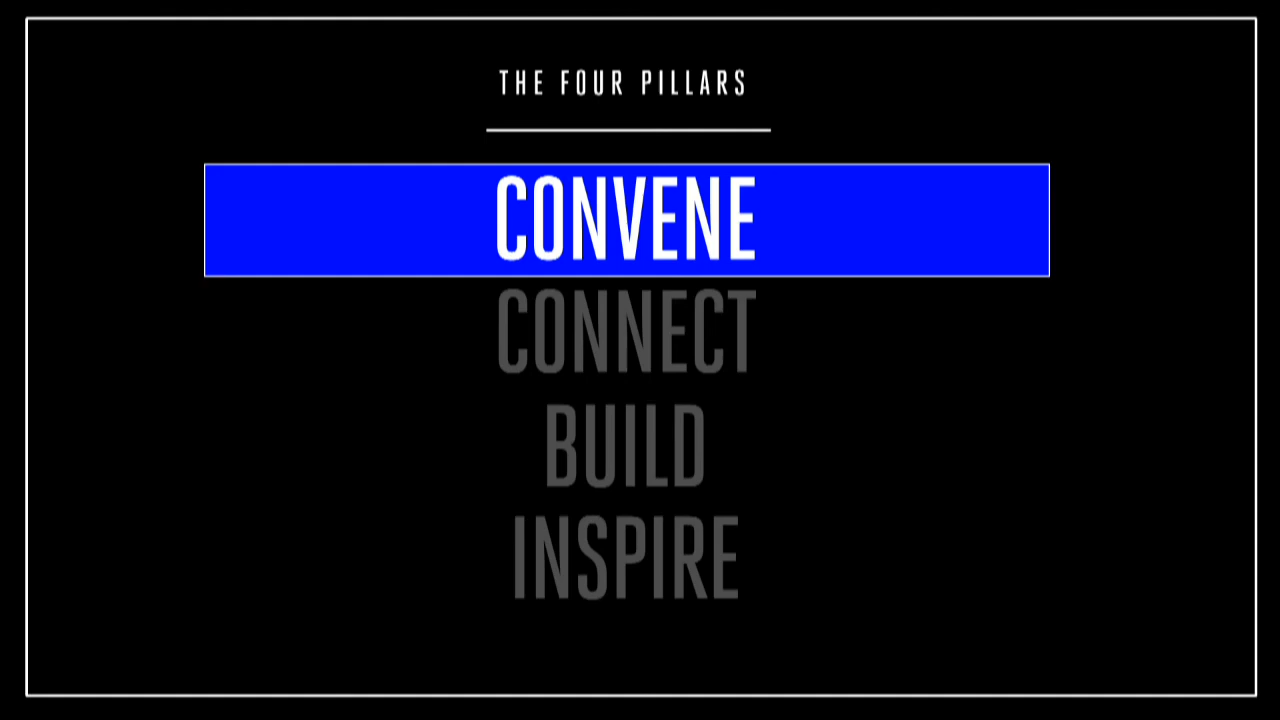 THE FOUR PILLARS
CONVENE
CONNECT
BUILD
INSPIRE